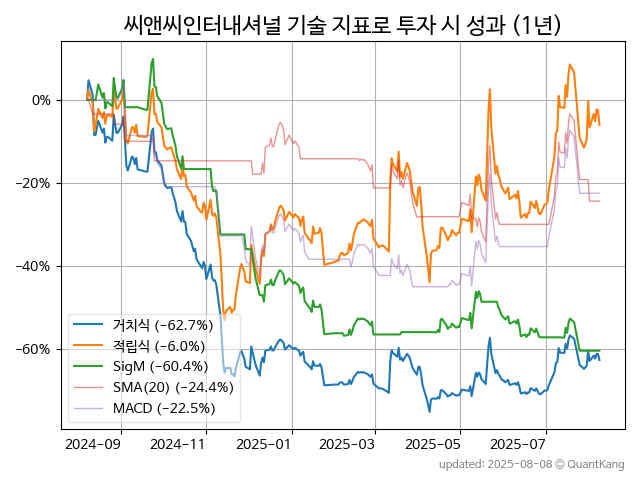 씨앤씨인터내셔널 기술 지표로 투자 시 성과 (1년)
0%
−20%
−40%
−60%
거치식 (−62.7%)
적립식 (−6.0%)
SigM (−60.4%)
SMA(20) (−24.4%)
MACD (−22.5%)
2024-09 2024-11 2025-01 2025-03 2025-05 2025-07
updated: 2025-08-08 © QuantKang